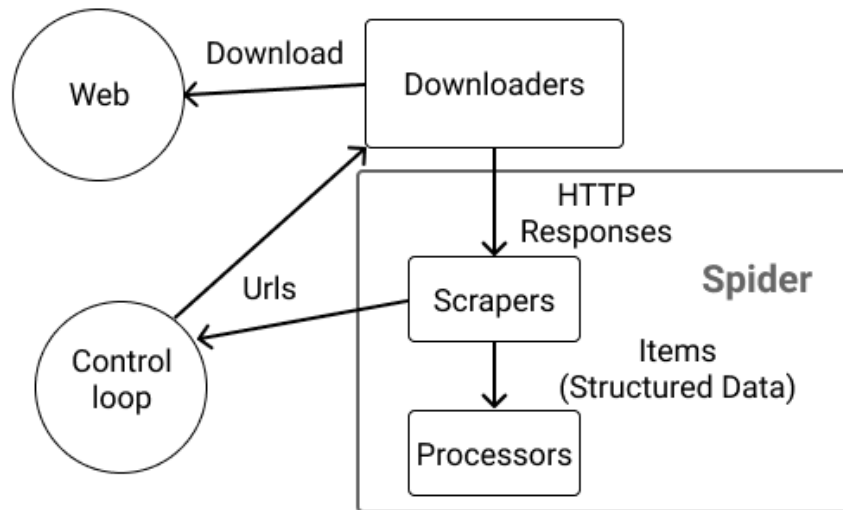 Download
Web
Downloaders
HTTP
Responses
Spider
Urls
Scrapers
Control
loop
Items
(Structured Data)
Processors